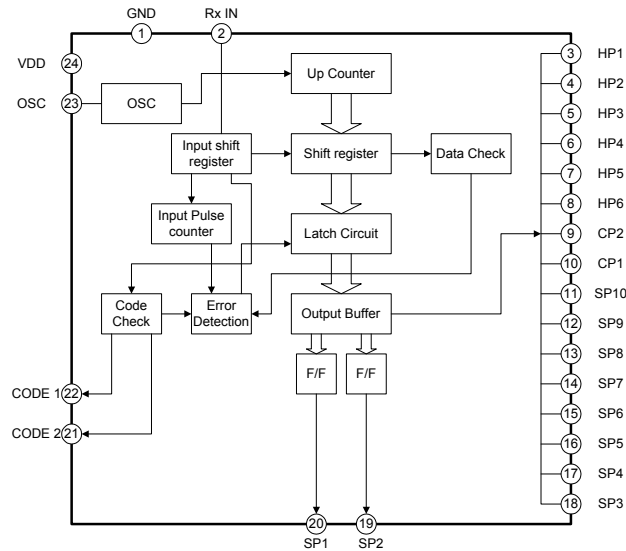 GND
Rx IN
1
2
VDD
24
OSC
23
OSC
Up Counter
Input shift
register
Shift register
Data Check
Input Pulse
counter
Latch Circuit
Code
Check
Error
Detection
Output Buffer
F/F
F/F
CODE 1
22
CODE 2
21
20
19
SP1
SP2
3
HP1
4
HP2
5
HP3
6
HP4
7
HP5
8
HP6
9
CP2
10
CP1
11
SP10
12
SP9
13
SP8
14
SP7
15
SP6
16
SP5
17
SP4
18
SP3